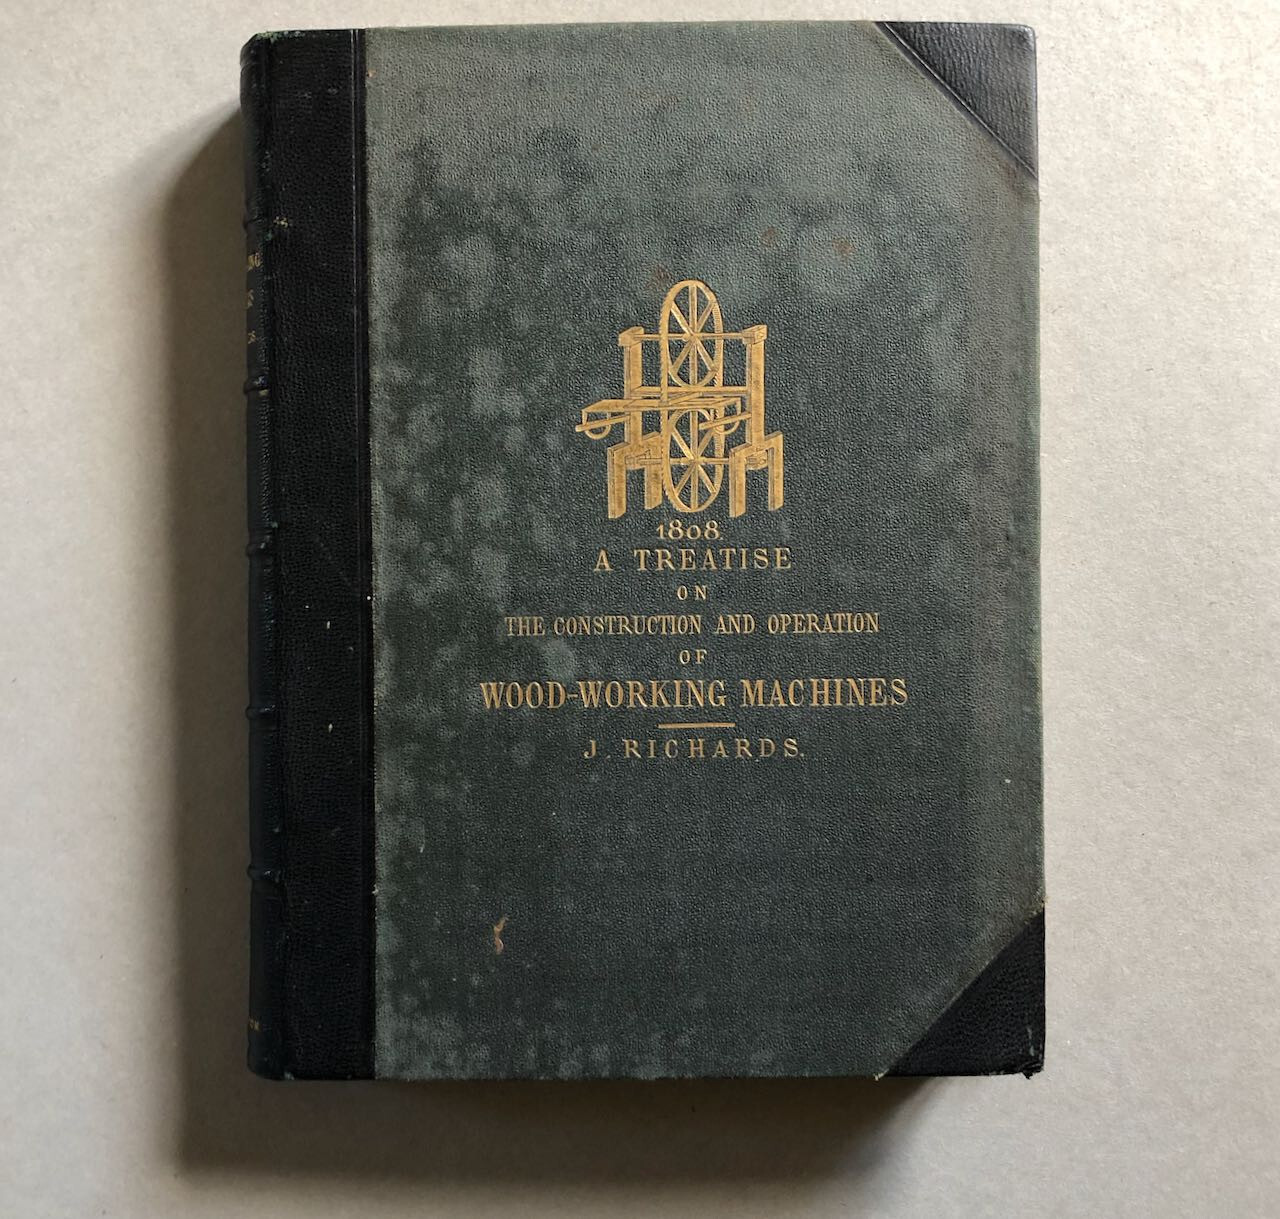 1808.
A TREATISE
ON
THE CONSTRUCTION AND OPERATION
OF
WOOD-WORKING MACHINES
J. RICHARDS.